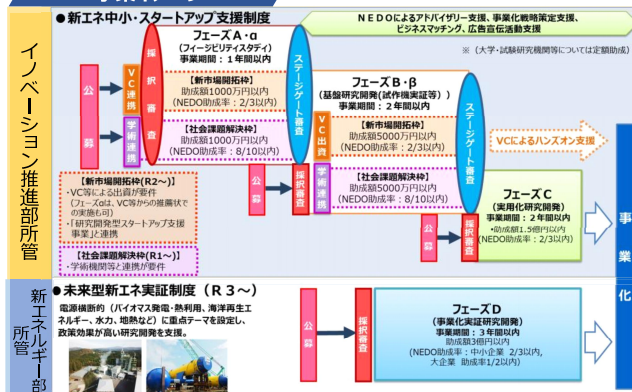 ●新エネ中小・スタートアップ支援制度
NEDOによるアドバイザリー支援、事業化戦略策定支援、
ビジネスマッチング、広告宣伝活動支援
※（大学・試験研究機関等については定額助成）
イノベーション推進部所管
公募
VC連携
学術連携
採択審査
フェーズA・α
（フィージビリティスタディ）
事業期間：１年間以内
【新市場開拓枠】
助成額1000万円以内
(NEDO助成率：2/3以内)
【社会課題解決枠】
助成額1000万円以内
(NEDO助成率：8/10以内)
ステージゲート審査
フェーズB・β
（基盤研究開発(試作機実証等)）
事業期間：２年間以内
VC出資
【新市場開拓枠】
助成額5000万円以内
(NEDO助成率：2/3以内)
学術連携
【社会課題解決枠】
助成額5000万円以内
(NEDO助成率：8/10以内)
ステージゲート審査
VCによるハンズオン支援
公募
採択審査
【新市場開拓枠(R2～)】
・VC等による出資が要件
（フェーズαは、VC等からの推薦状で
の実施も可）
・「研究開発型スタートアップ支援
事業」と連携
【社会課題解決枠(R1～)】
・学術機関等と連携が要件
公募
採択審査
フェーズC
（実用化研究開発）
事業期間：２年間以内
・助成額1.5億円以内
(NEDO助成率：2/3以内)
事業化
新エネルギー部所管
●未来型新エネ実証制度（R３～）
電源横断的（バイオマス発電・熱利用、海洋再生エ
ネルギー、水力、地熱など）に重点テーマを設定し、
政策効果が高い研究開発を支援。
公募
採択審査
フェーズD
（事業化実証研究開発）
事業期間：３年間以内
助成額3億円以内
(NEDO助成率：中小企業 2/3以内,
大企業 助成率1/2以内)